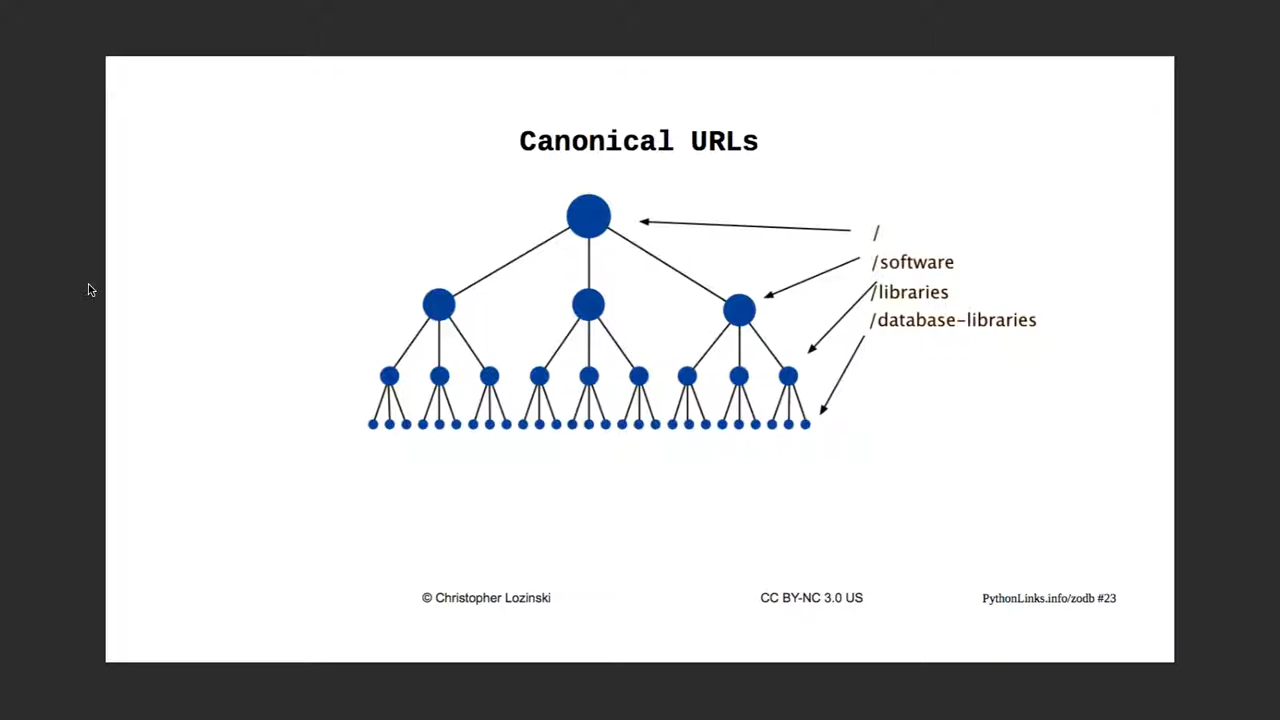 Canonical URLs
/
/software
/libraries
/database-libraries
© Christopher Lozinski
CC BY-NC 3.0 US
PythonLinks.info/zodb #23